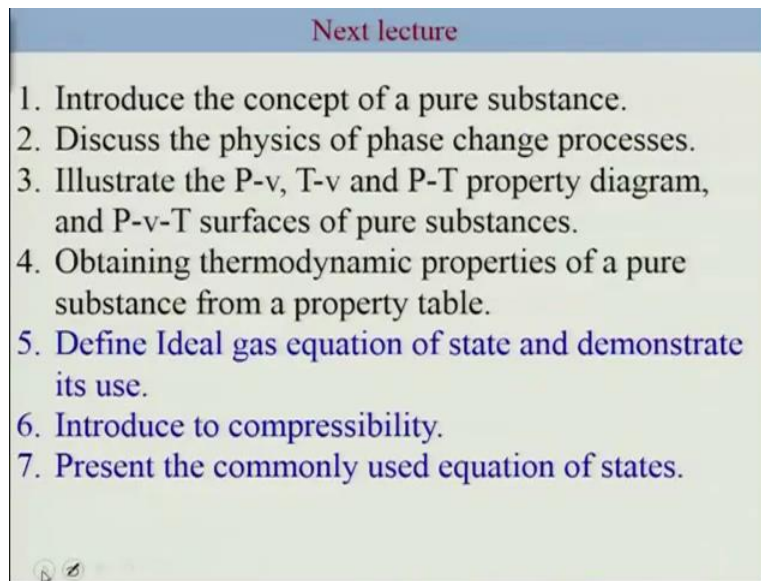 Next lecture
1. Introduce the concept of a pure substance.
2. Discuss the physics of phase change processes.
3. Illustrate the P-v, T-v and P-T property diagram,
and P-v-T surfaces of pure substances.
4. Obtaining thermodynamic properties of a pure
substance from a property table.
5. Define Ideal gas equation of state and demonstrate
its use.
6. Introduce to compressibility.
7. Present the commonly used equation of states.